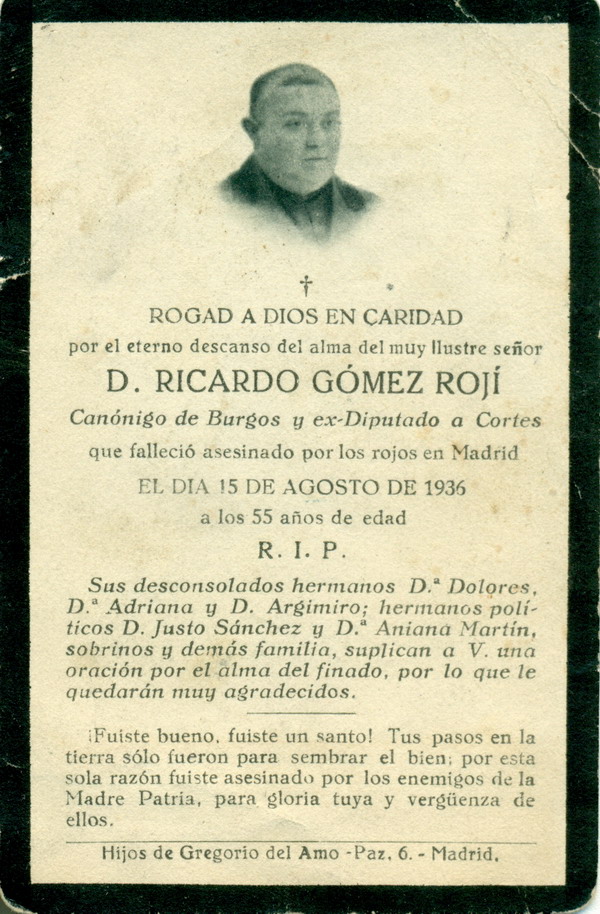 †
ROGAD A DIOS EN CARIDAD
por el eterno descanso del alma del muy Ilustre señor
D. RICARDO GÓMEZ ROJÍ
Canónigo de Burgos y ex-Diputado a Cortes
que falleció asesinado por los rojos en Madrid
EL DIA 15 DE AGOSTO DE 1936
a los 55 años de edad
R. I. P.
Sus desconsolados hermanos D.ª Dolores,
D.ª Adriana y D. Argimiro; hermanos polí-
ticos D. Justo Sánchez y D.ª Aniana Martín,
sobrinos y demás familia, suplican a V. una
oración por el alma del finado, por lo que le
quedarán muy agradecidos.
¡Fuiste bueno, fuiste un santo! Tus pasos en la
tierra sólo fueron para sembrar el bien; por esta
sola razón fuiste asesinado por los enemigos de la
Madre Patria, para gloria tuya y vergüenza de
ellos.
Hijos de Gregorio del Amo - Paz, 6. - Madrid.